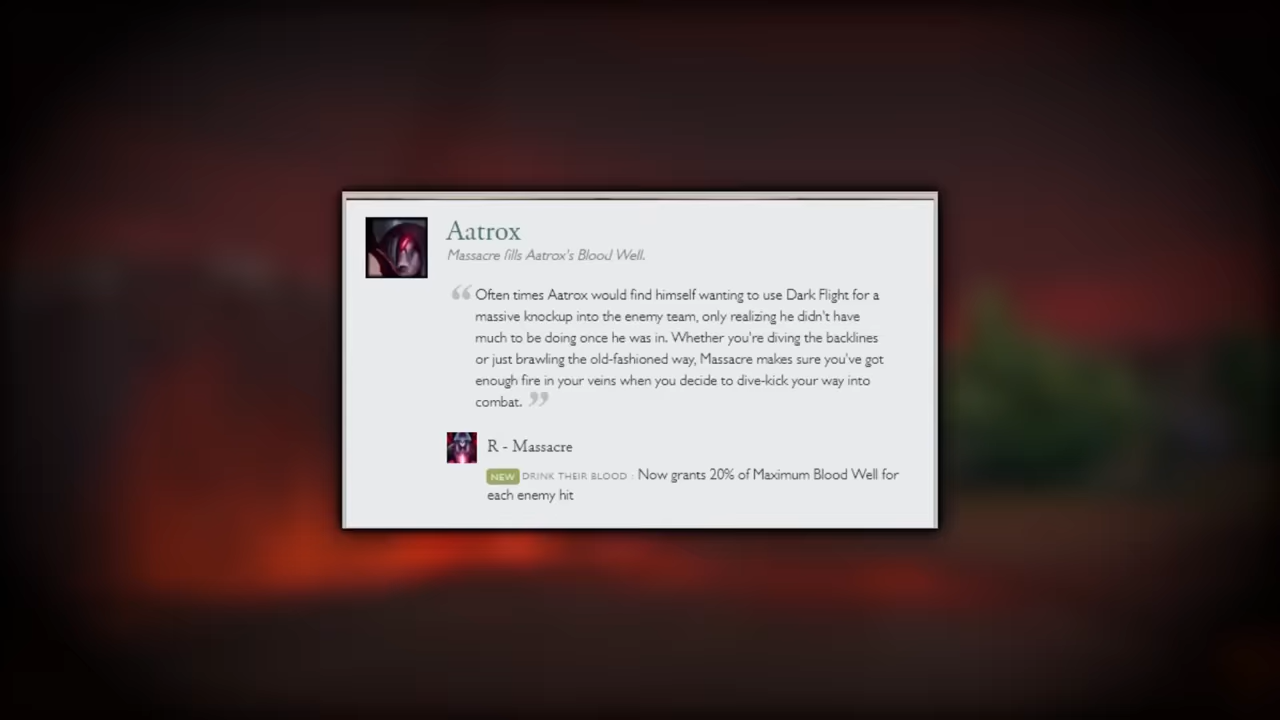 Aatrox
Massacre fills Aatrox's Blood Well.
“ Often times Aatrox would find himself wanting to use Dark Flight for a
massive knockup into the enemy team, only realizing he didn't have
much to be doing once he was in. Whether you're diving the backlines
or just brawling the old-fashioned way, Massacre makes sure you've got
enough fire in your veins when you decide to dive-kick your way into
combat. ”
R - Massacre
NEW DRINK THEIR BLOOD : Now grants 20% of Maximum Blood Well for
each enemy hit